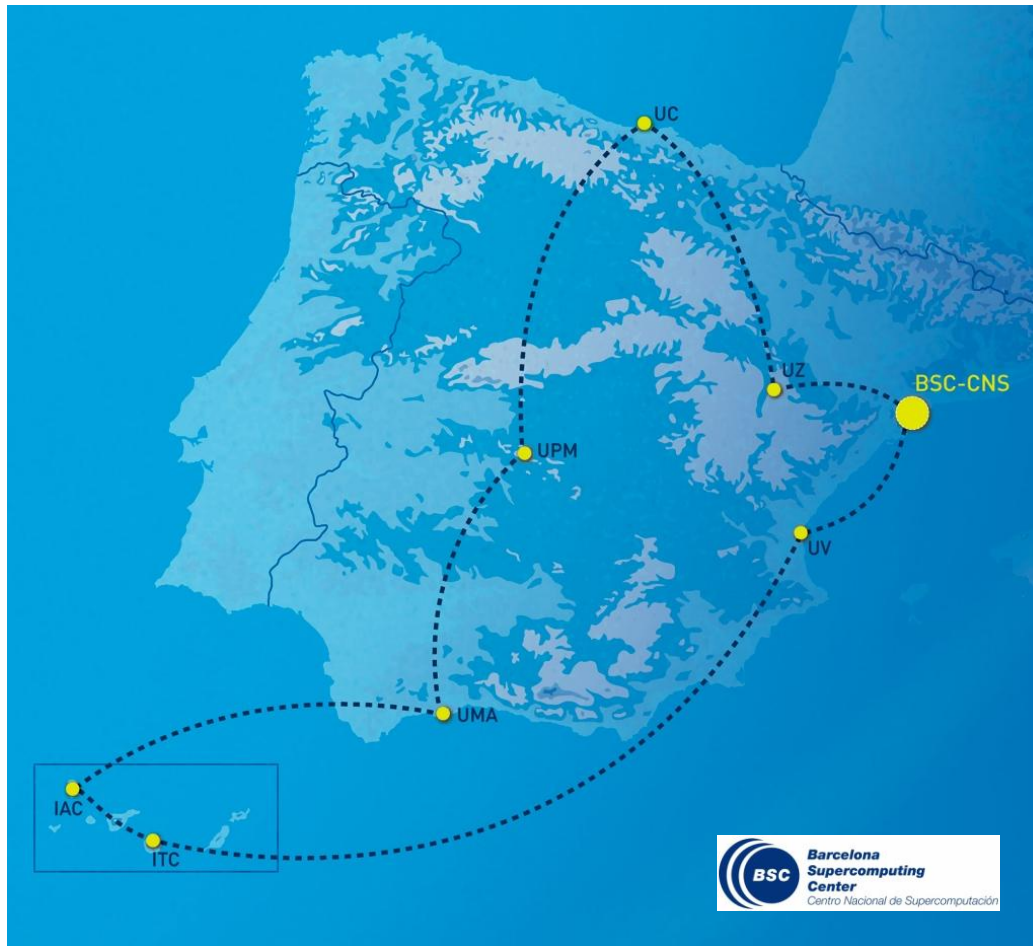 UC
UZ
BSC-CNS
UPM
UV
UMA
IAC
ITC
BSC
Barcelona
Supercomputing
Center
Centro Nacional de Supercomputación